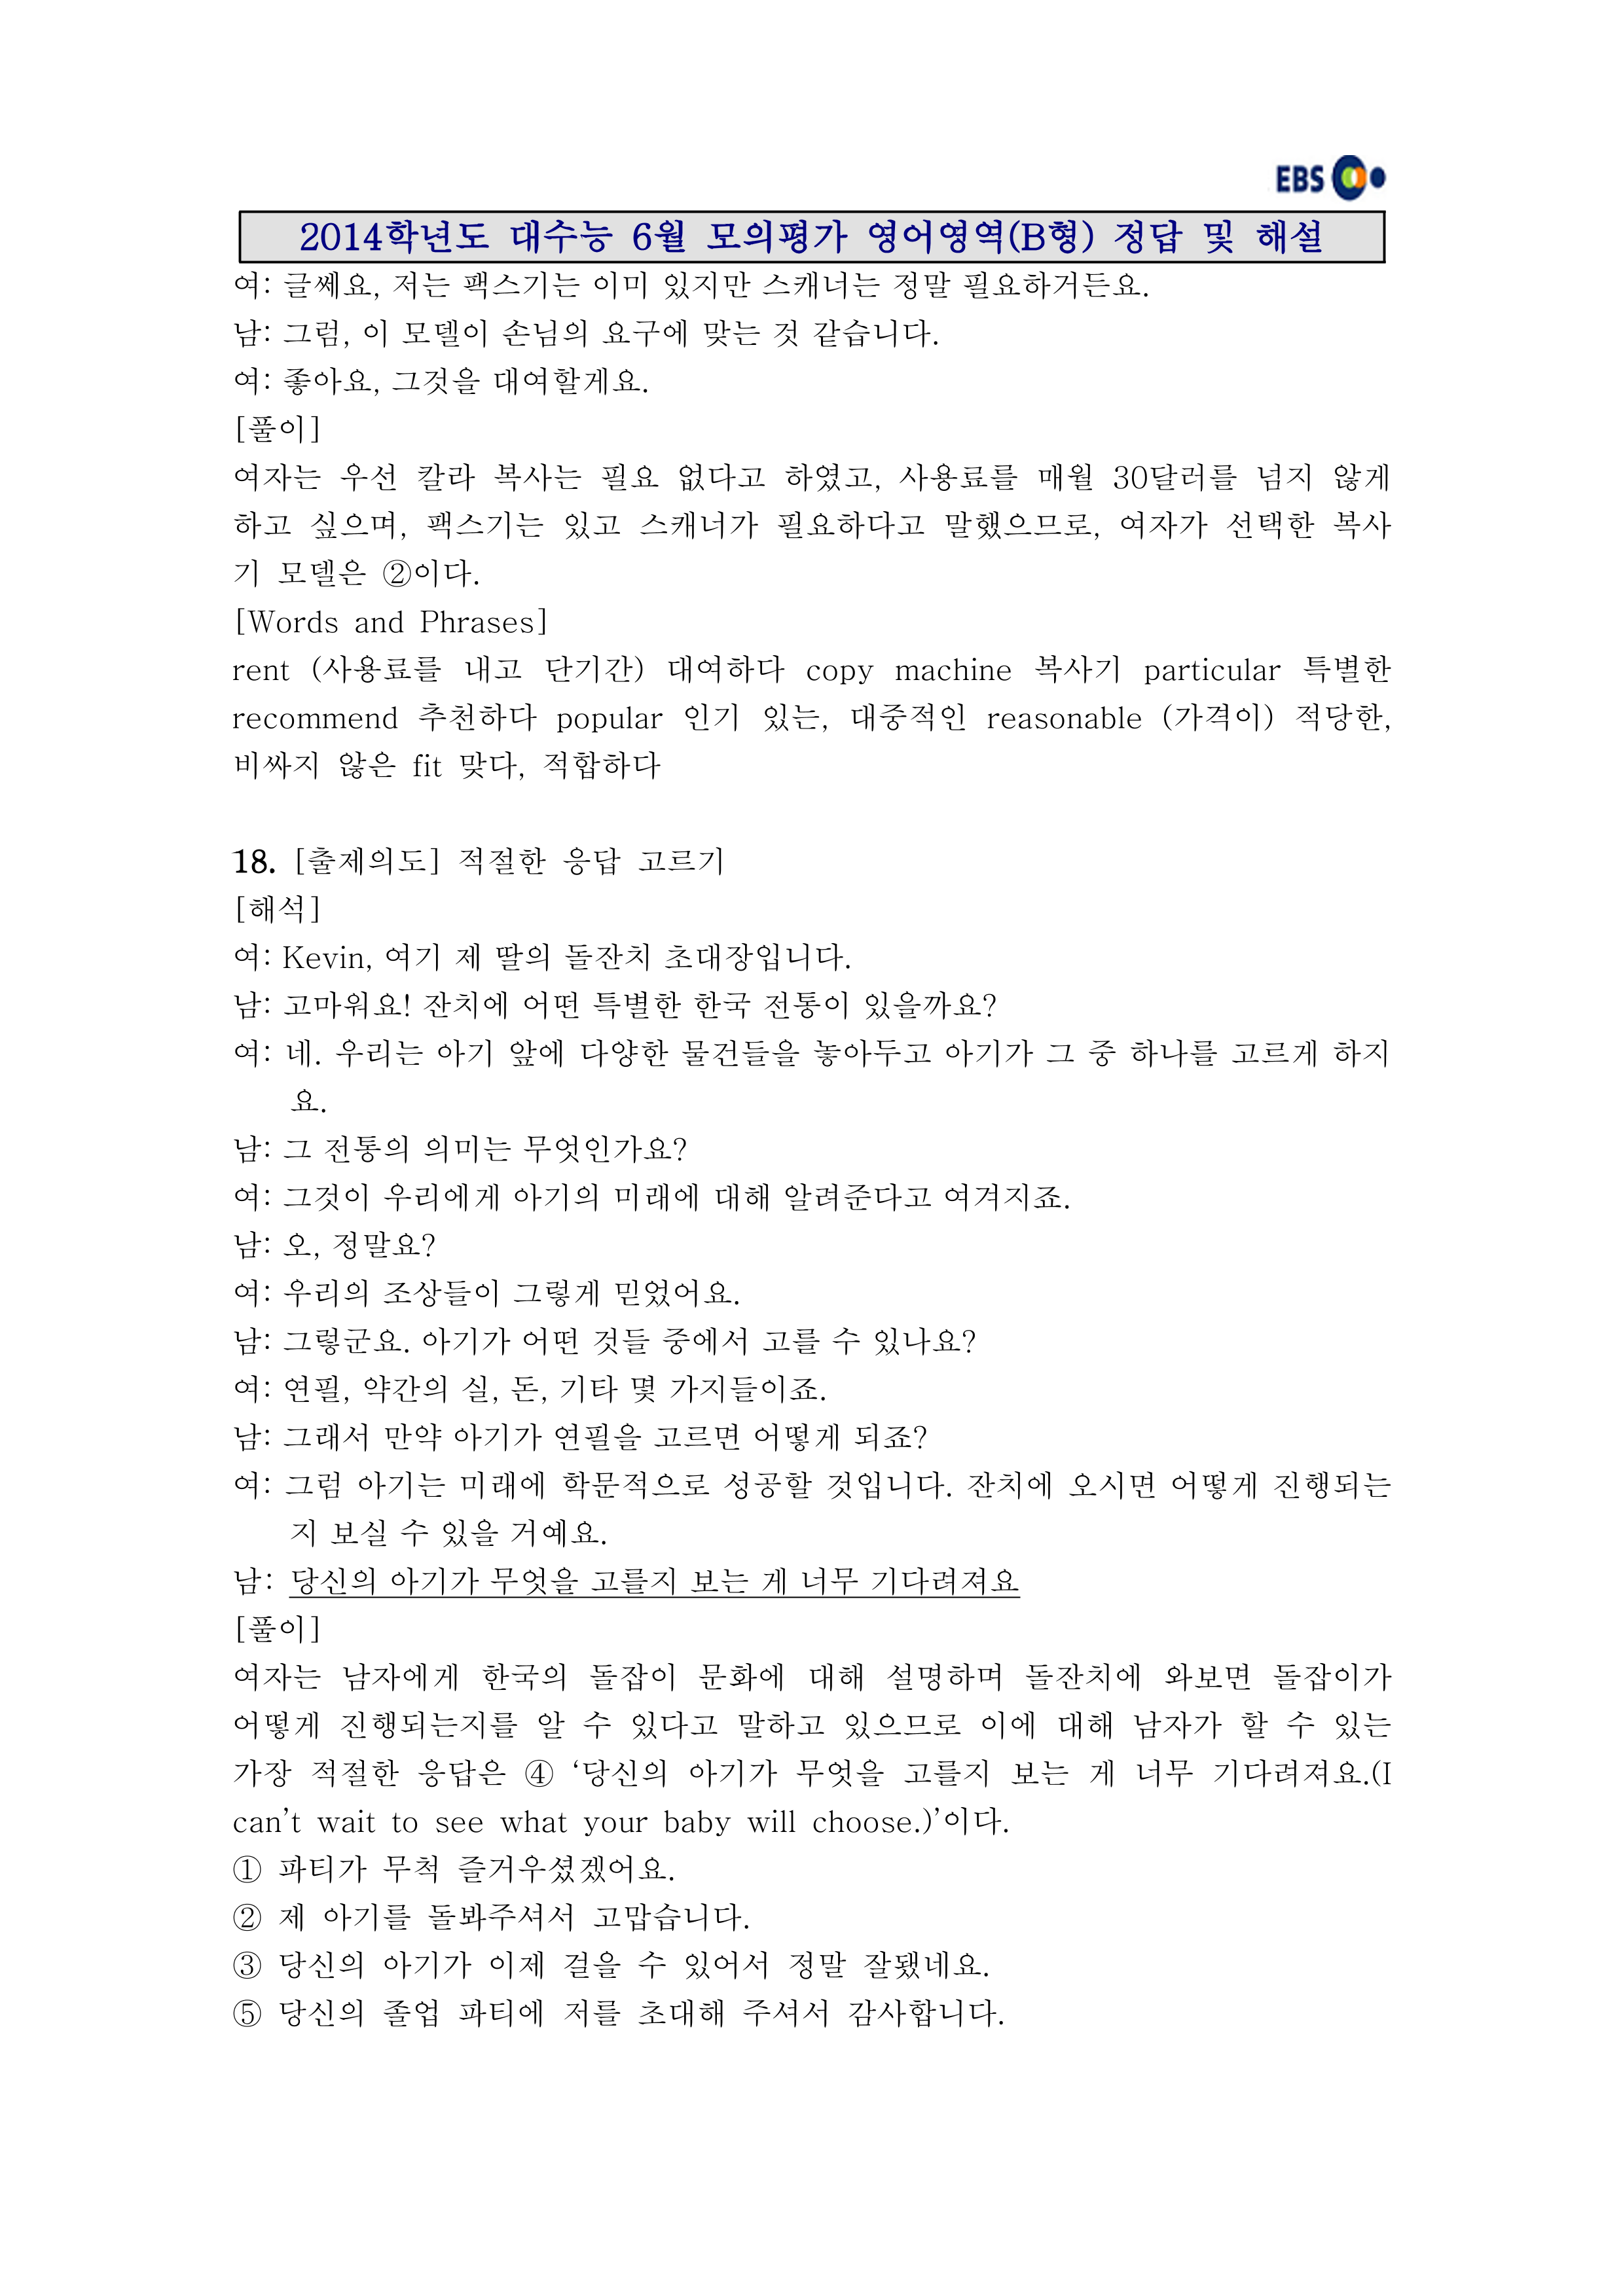 EBS
2014학년도 대수능 6월 모의평가 영어영역(B형) 정답 및 해설
여: 글쎄요, 저는 팩스기는 이미 있지만 스캐너는 정말 필요하거든요.
남: 그럼, 이 모델이 손님의 요구에 맞는 것 같습니다.
여: 좋아요, 그것을 대여할게요.
[풀이]
여자는 우선 칼라 복사는 필요 없다고 하였고, 사용료를 매월 30달러를 넘지 않게
하고 싶으며, 팩스기는 있고 스캐너가 필요하다고 말했으므로, 여자가 선택한 복사
기 모델은 ②이다.
[Words and Phrases]
rent (사용료를 내고 단기간) 대여하다 copy machine 복사기 particular 특별한
recommend 추천하다 popular 인기 있는, 대중적인 reasonable (가격이) 적당한,
비싸지 않은 fit 맞다, 적합하다
18. [출제의도] 적절한 응답 고르기
[해석]
여: Kevin, 여기 제 딸의 돌잔치 초대장입니다.
남: 고마워요! 잔치에 어떤 특별한 한국 전통이 있을까요?
여: 네. 우리는 아기 앞에 다양한 물건들을 놓아두고 아기가 그 중 하나를 고르게 하지
요.
남: 그 전통의 의미는 무엇인가요?
여: 그것이 우리에게 아기의 미래에 대해 알려준다고 여겨지죠.
남: 오, 정말요?
여: 우리의 조상들이 그렇게 믿었어요.
남: 그렇군요. 아기가 어떤 것들 중에서 고를 수 있나요?
여: 연필, 약간의 실, 돈, 기타 몇 가지들이죠.
남: 그래서 만약 아기가 연필을 고르면 어떻게 되죠?
여: 그럼 아기는 미래에 학문적으로 성공할 것입니다. 잔치에 오시면 어떻게 진행되는
지 보실 수 있을 거예요.
남: 당신의 아기가 무엇을 고를지 보는 게 너무 기다려져요
[풀이]
여자는 남자에게 한국의 돌잡이 문화에 대해 설명하며 돌잔치에 와보면 돌잡이가
어떻게 진행되는지를 알 수 있다고 말하고 있으므로 이에 대해 남자가 할 수 있는
가장 적절한 응답은 ④ ‘당신의 아기가 무엇을 고를지 보는 게 너무 기다려져요.(I
can’t wait to see what your baby will choose.)’이다.
① 파티가 무척 즐거우셨겠어요.
② 제 아기를 돌봐주셔서 고맙습니다.
③ 당신의 아기가 이제 걸을 수 있어서 정말 잘됐네요.
⑤ 당신의 졸업 파티에 저를 초대해 주셔서 감사합니다.